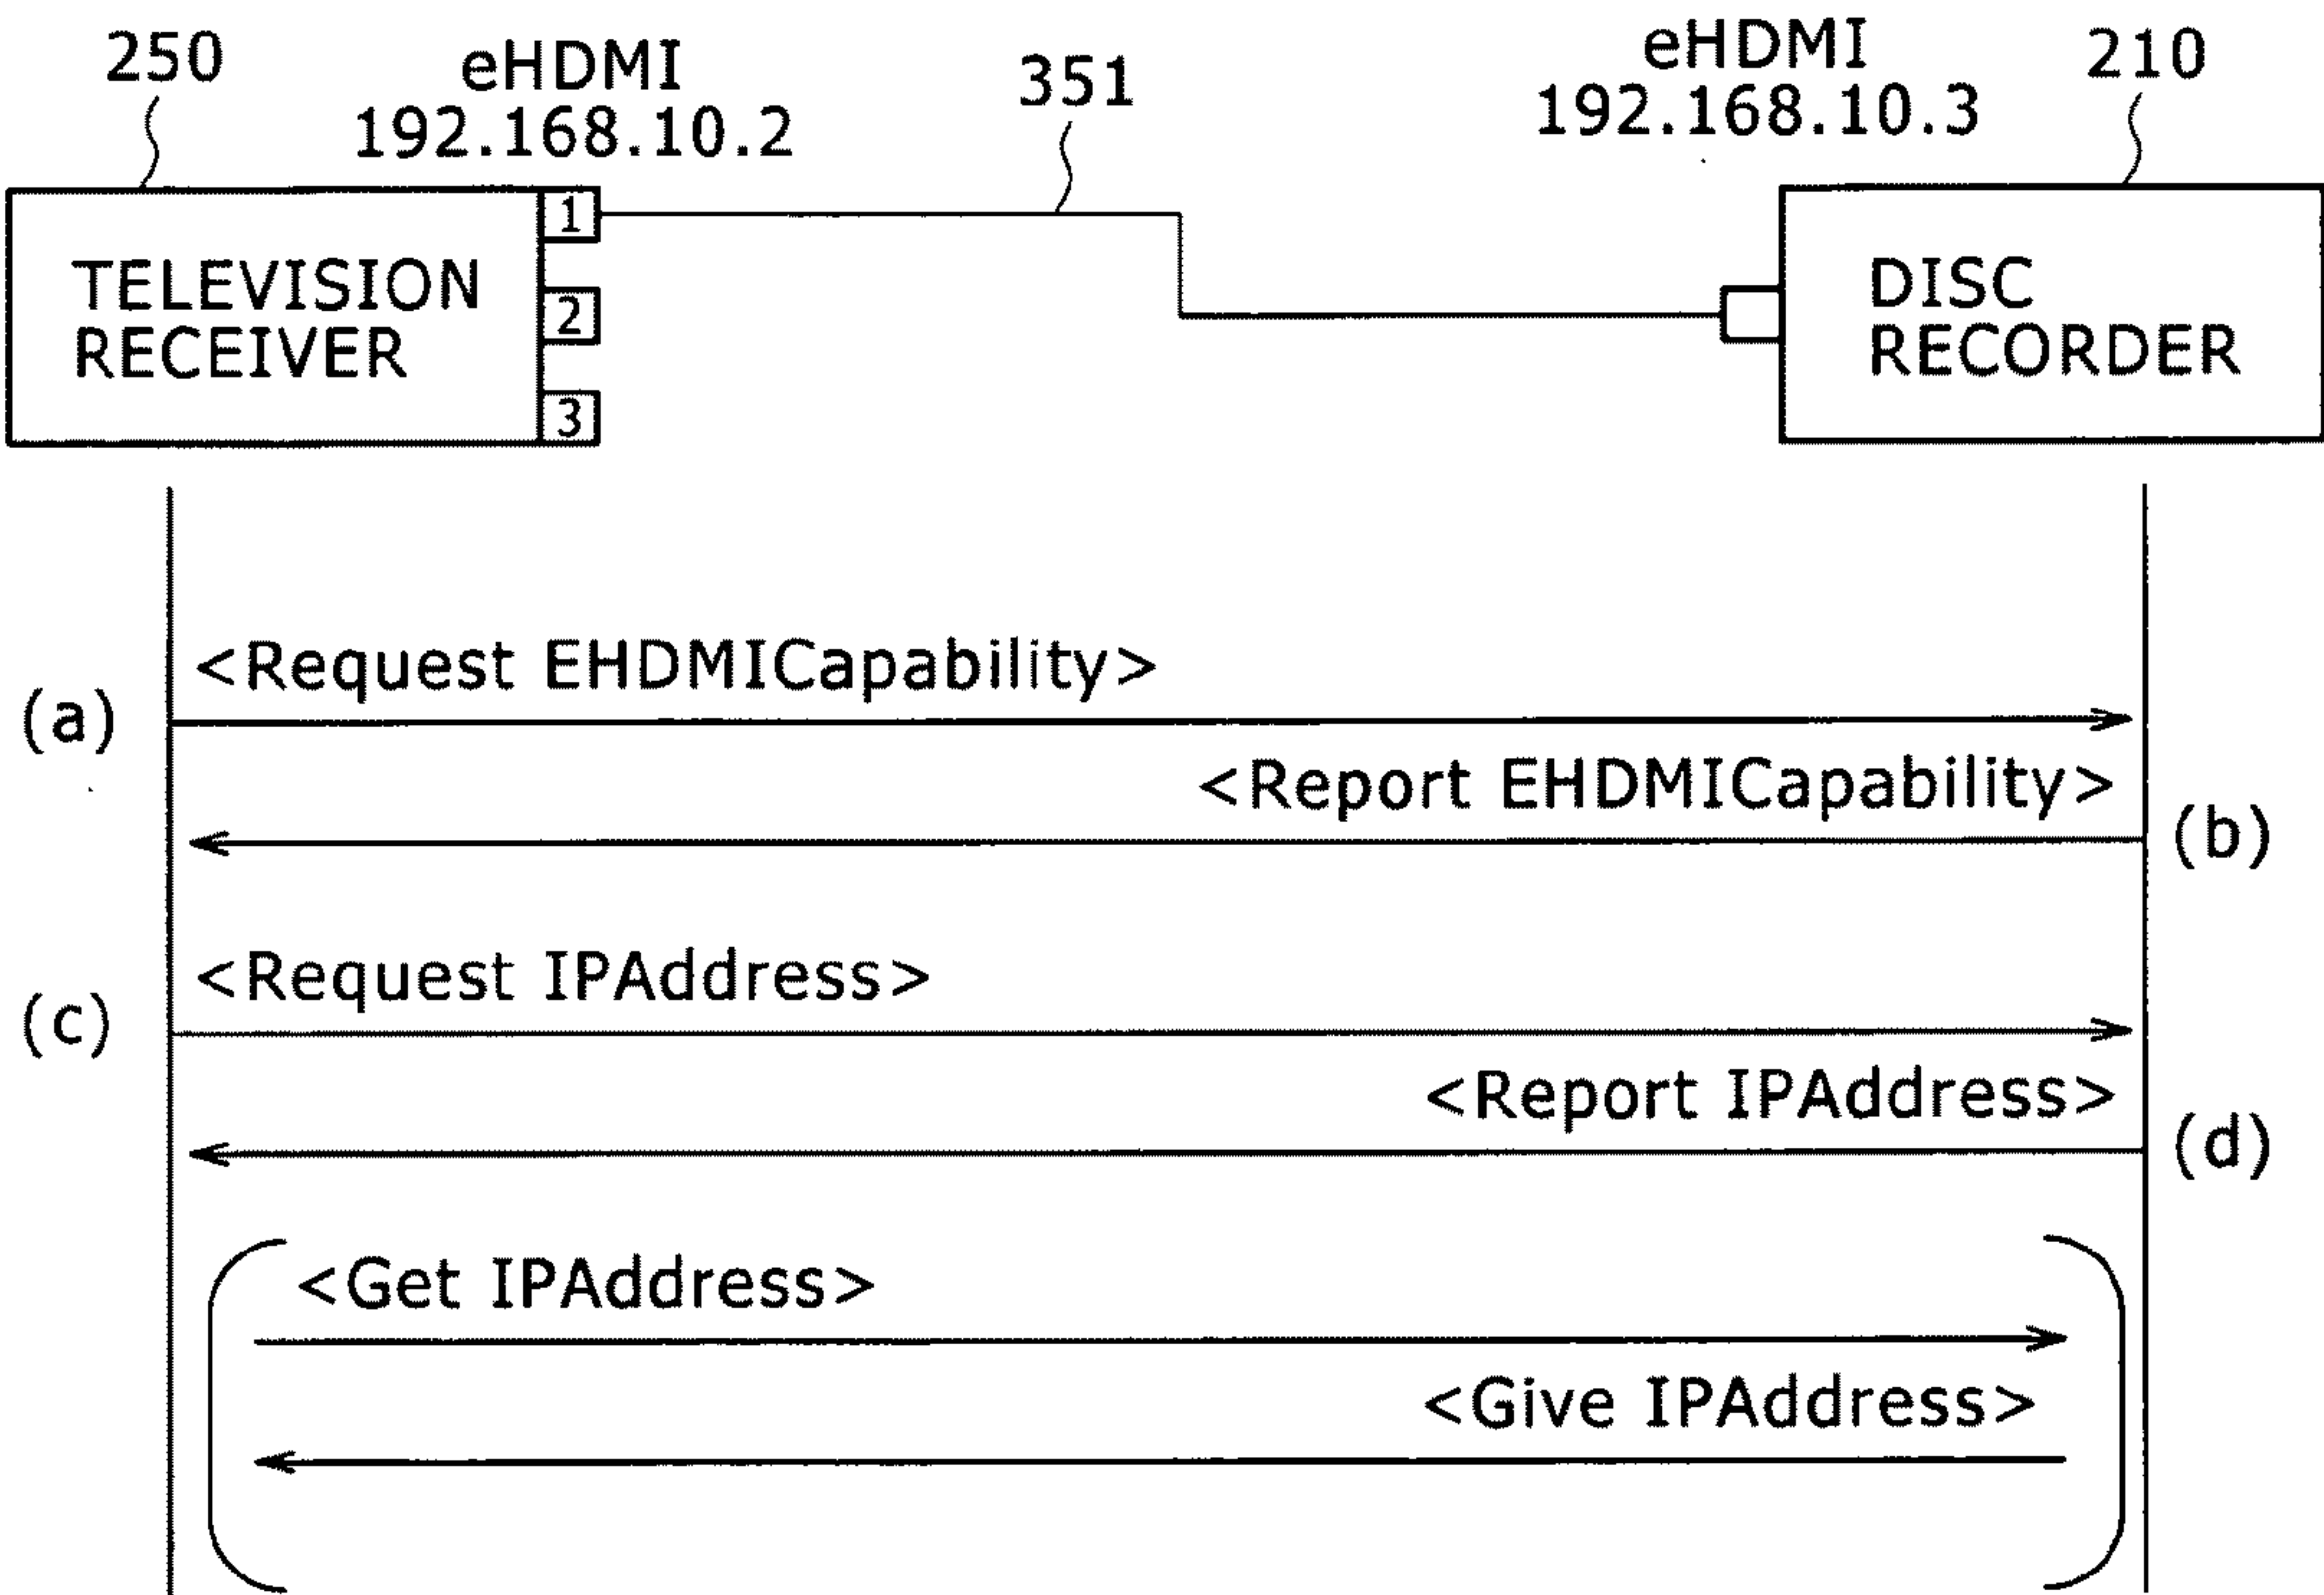 250
eHDMI
192.168.10.2
351
eHDMI
192.168.10.3
210
TELEVISION
RECEIVER
1
2
3
DISC
RECORDER
<Request EHDMICapability>
(a)
<Report EHDMICapability>
(b)
<Request IPAddress>
(c)
<Report IPAddress>
(d)
<Get IPAddress>
<Give IPAddress>